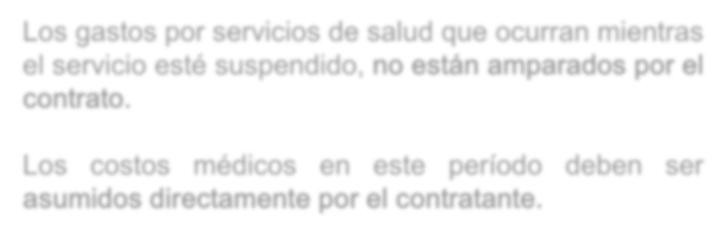 Los gastos por servicios de salud que ocurran mientras
el servicio esté suspendido, no están amparados por el
contrato.
Los costos médicos en este período deben ser
asumidos directamente por el contratante.